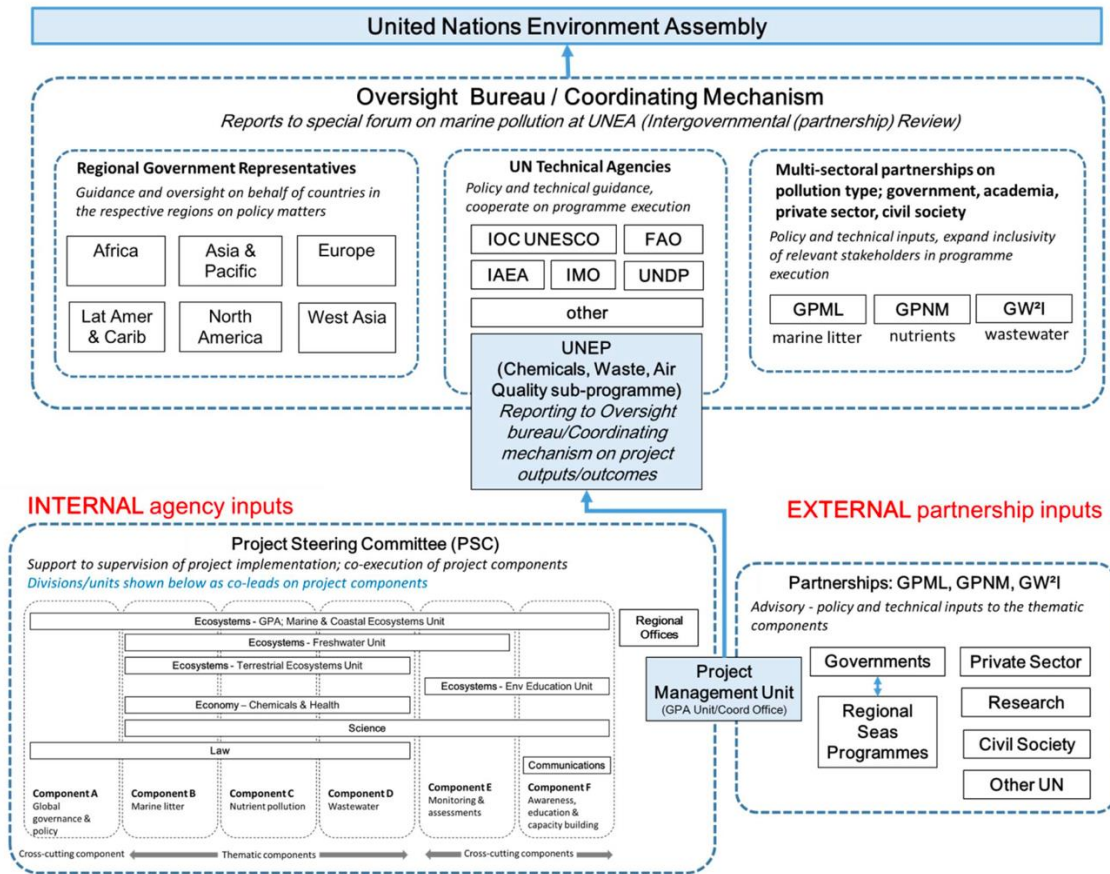 United Nations Environment Assembly
Oversight Bureau / Coordinating Mechanism
Reports to special forum on marine pollution at UNEA (Intergovernmental (partnership) Review)
Regional Government Representatives
Guidance and oversight on behalf of countries in
the respective regions on policy matters
Africa
Asia &
Pacific
Europe
Lat Amer
& Carib
North
America
West Asia
UN Technical Agencies
Policy and technical guidance,
cooperate on programme execution
IOC UNESCO
FAO
IAEA
IMO
UNDP
other
UNEP
(Chemicals, Waste, Air
Quality sub-programme)
Reporting to Oversight
bureau/Coordinating
mechanism on project
outputs/outcomes
Multi-sectoral partnerships on
pollution type; government, academia,
private sector, civil society
Policy and technical inputs, expand inclusivity
of relevant stakeholders in programme
execution
GPML
GPNM
GW²I
marine litter
nutrients
wastewater
INTERNAL agency inputs
EXTERNAL partnership inputs
Project Steering Committee (PSC)
Support to supervision of project implementation; co-execution of project components
Divisions/units shown below as co-leads on project components
Ecosystems - GPA; Marine & Coastal Ecosystems Unit
Ecosystems - Freshwater Unit
Ecosystems - Terrestrial Ecosystems Unit
Ecosystems - Env Education Unit
Economy – Chemicals & Health
Science
Law
Communications
Component A
Global
governance &
policy
Component B
Marine litter
Component C
Nutrient pollution
Component D
Wastewater
Component E
Monitoring &
assessments
Component F
Awareness,
education &
capacity building
Cross-cutting component
Thematic components
Cross-cutting components
Regional
Offices
Project
Management Unit
(GPA Unit/Coord Office)
Partnerships: GPML, GPNM, GW²I
Advisory - policy and technical inputs to the thematic
components
Governments
Regional
Seas
Programmes
Private Sector
Research
Civil Society
Other UN